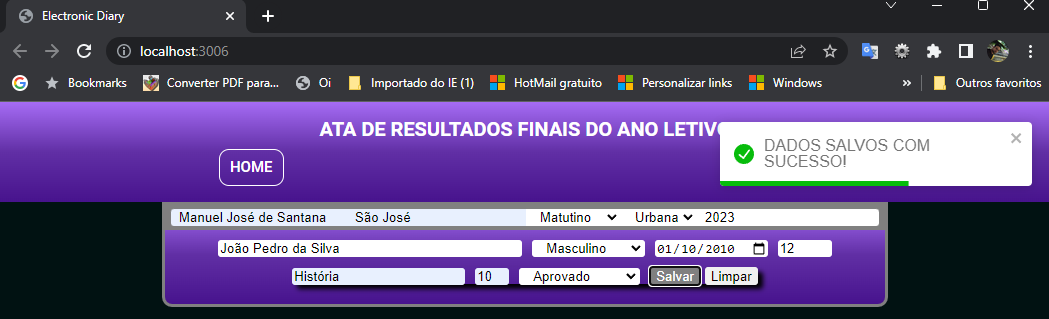 Electronic Diary
localhost:3006
Bookmarks Converter PDF para... Oi Importado do IE (1) HotMail gratuito Personalizar links Windows » Outros favoritos
ATA DE RESULTADOS FINAIS DO ANO LETIVO
DADOS SALVOS COM
SUCESSO!
HOME
Manuel José de Santana São José Matutino Urbana 2023
João Pedro da Silva Masculino 01/10/2010 12
História 10 Aprovado Salvar Limpar